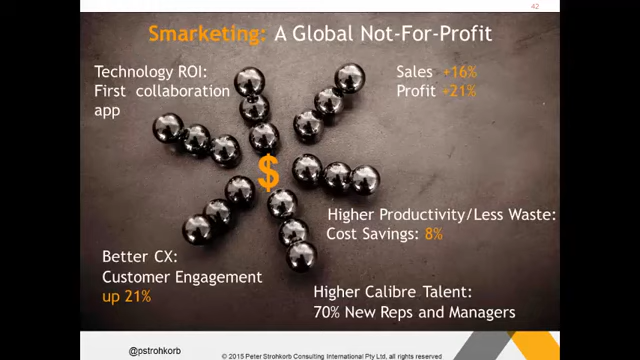 42
Smarketing: A Global Not-For-Profit
Technology ROI:
First collaboration
app
Sales +16%
Profit +21%
$
Higher Productivity/Less Waste:
Cost Savings: 8%
Better CX:
Customer Engagement
up 21%
Higher Calibre Talent:
70% New Reps and Managers
@pstrohkorb
© 2015 Peter Strohkorb Consulting International Pty Ltd, all rights reserved